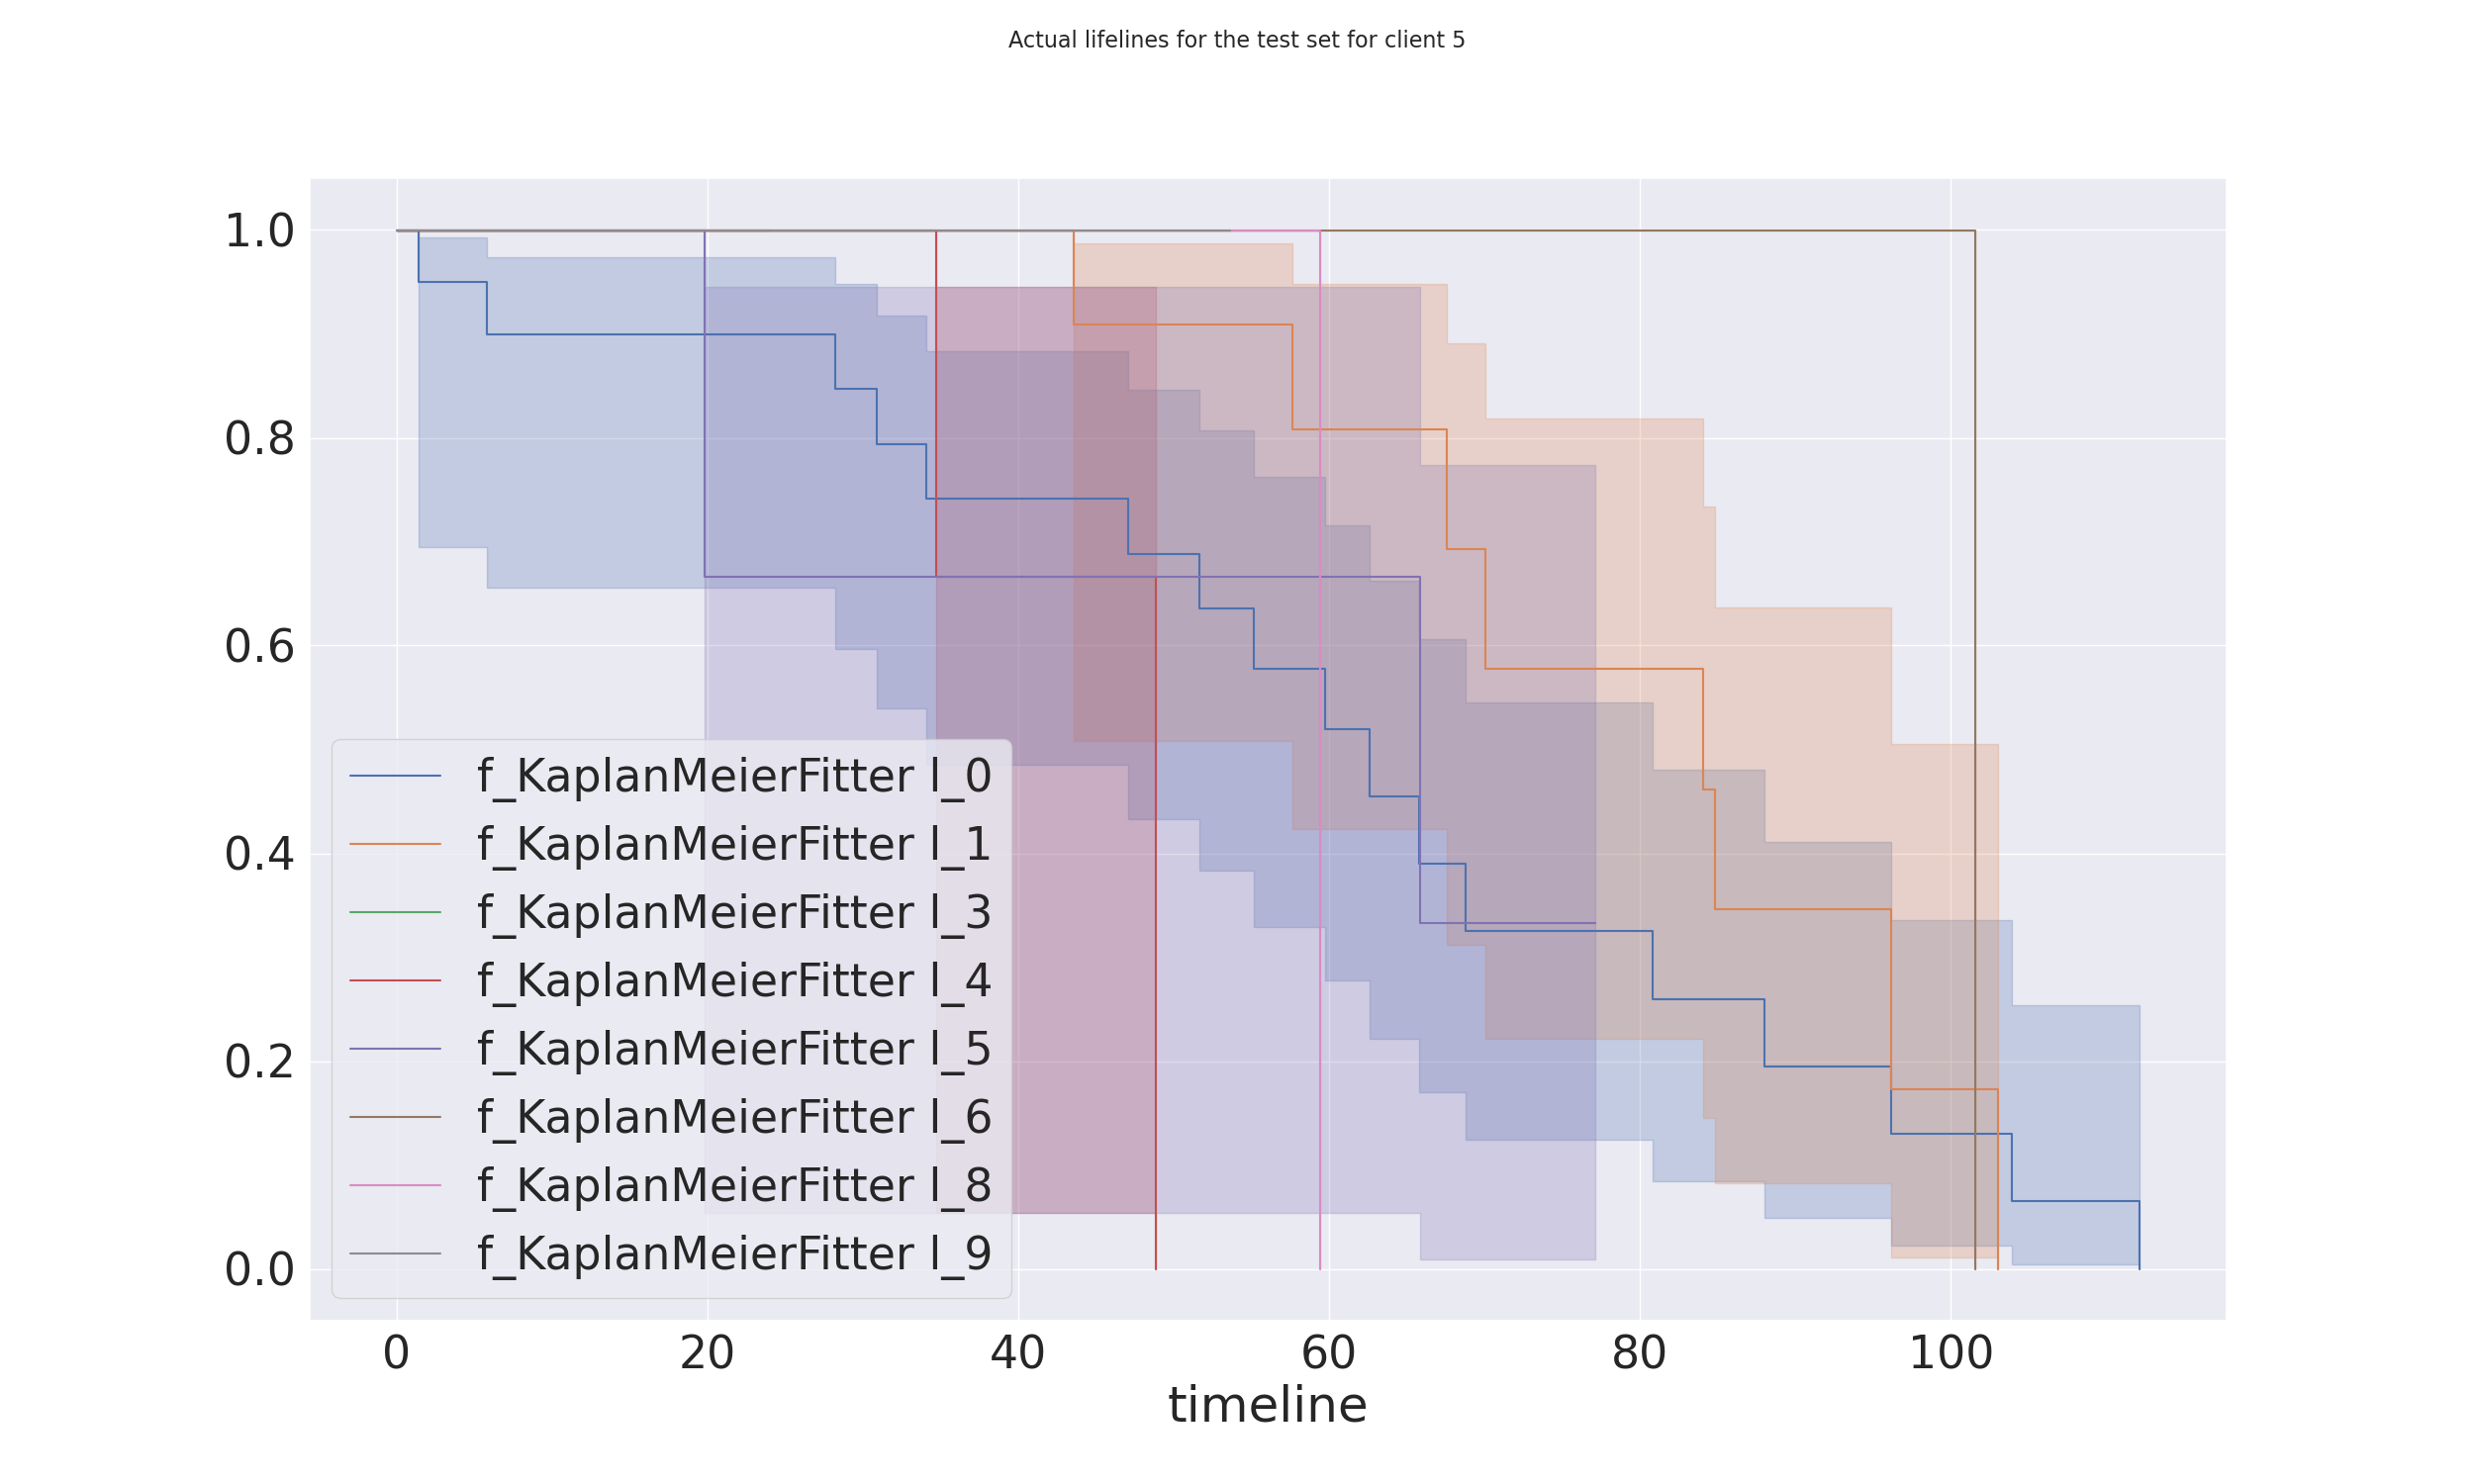 Actual lifelines for the test set for client 5
1.0
0.8
0.6
0.4
0.2
0.0
f_KaplanMeierFitter l_0
f_KaplanMeierFitter l_1
f_KaplanMeierFitter l_3
f_KaplanMeierFitter l_4
f_KaplanMeierFitter l_5
f_KaplanMeierFitter l_6
f_KaplanMeierFitter l_8
f_KaplanMeierFitter l_9
0 20 40 60 80 100
timeline